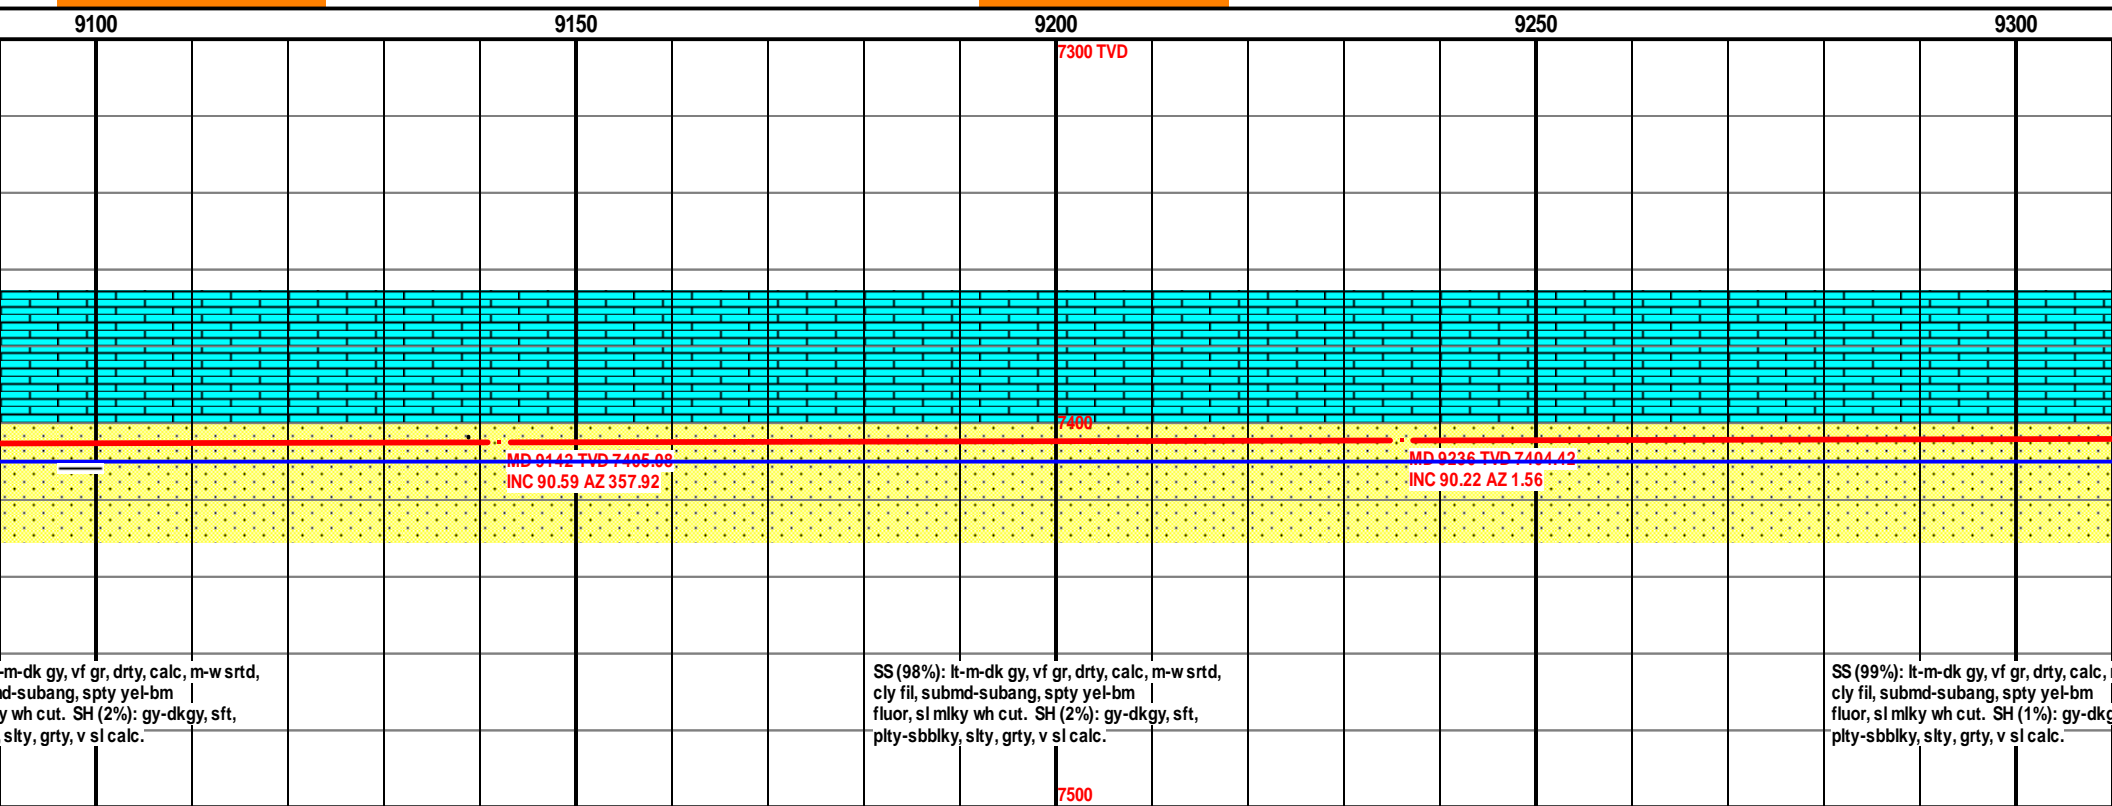 9100 9150 9200 9250 9300
7300 TVD
7400
MD 9142 TVD 7405.08
INC 90.59 AZ 357.92
MD 9236 TVD 7404.42
INC 90.22 AZ 1.56
-m-dk gy, vf gr, drty, calc, m-w srtd,
d-subang, spty yel-brn
y wh cut. SH (2%): gy-dkgy, sft,
slty, grty, v sl calc.
SS (98%): lt-m-dk gy, vf gr, drty, calc, m-w srtd,
cly fil, submd-subang, spty yel-brn
fluor, sl mlky wh cut. SH (2%): gy-dkgy, sft,
plty-sbblky, slty, grty, v sl calc.
SS (99%): lt-m-dk gy, vf gr, drty, calc,
cly fil, submd-subang, spty yel-brn
fluor, sl mlky wh cut. SH (1%): gy-dkg
plty-sbblky, slty, grty, v sl calc.
7500